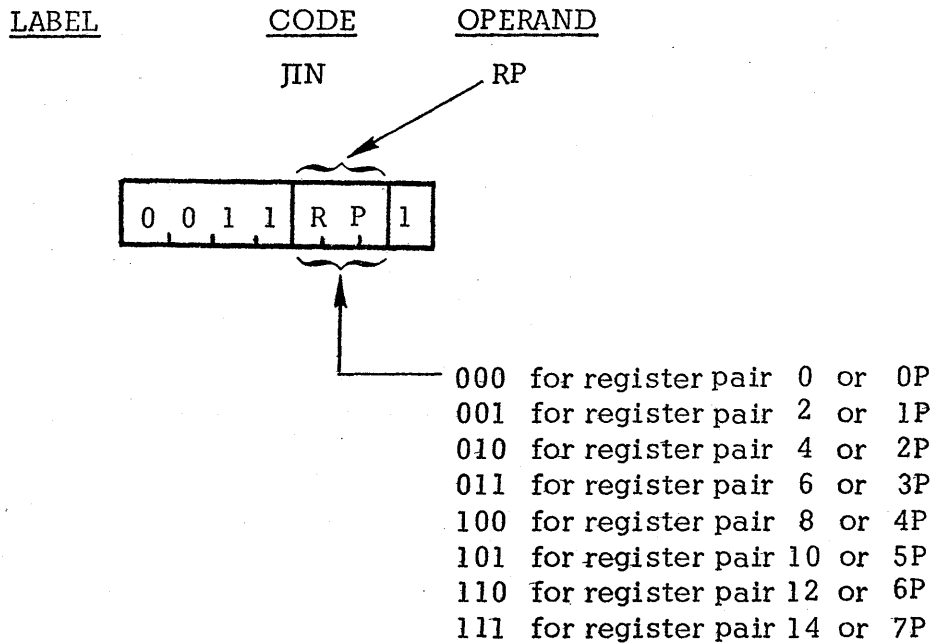 LABEL CODE OPERAND
JIN RP
0 0 1 1 R P 1
000 for register pair 0 or 0P
001 for register pair 2 or 1P
010 for register pair 4 or 2P
011 for register pair 6 or 3P
100 for register pair 8 or 4P
101 for register pair 10 or 5P
110 for register pair 12 or 6P
111 for register pair 14 or 7P